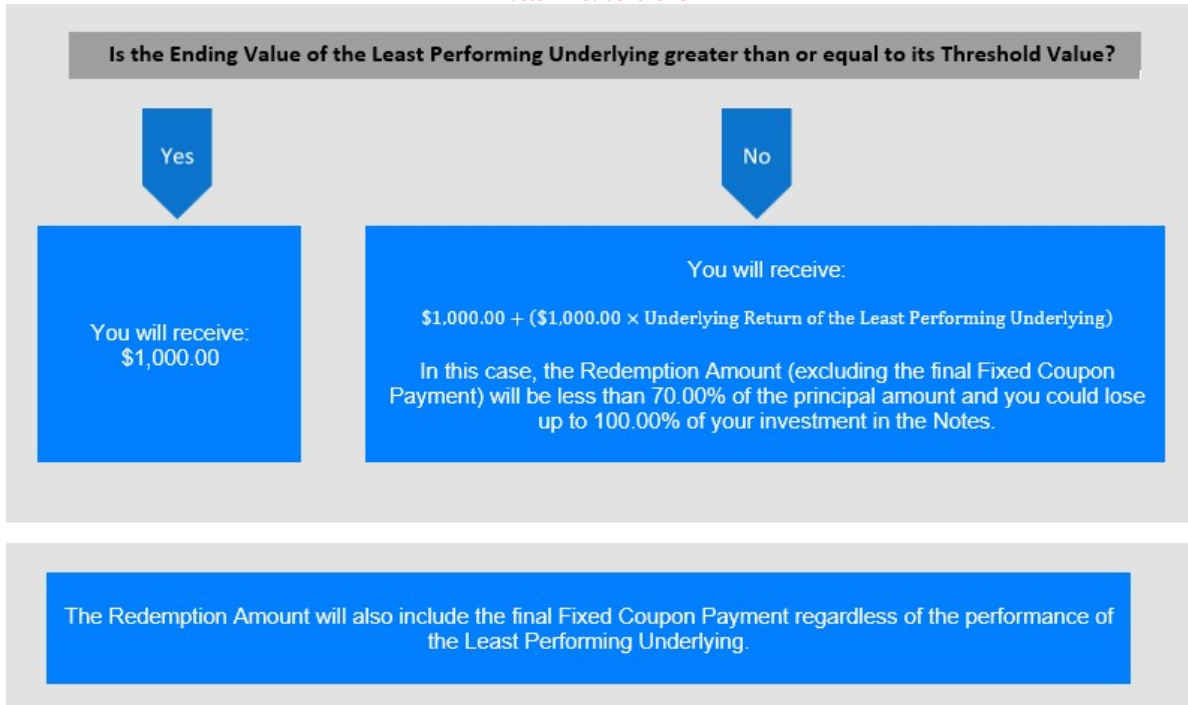 Is the Ending Value of the Least Performing Underlying greater than or equal to its Threshold Value?
Yes
No
You will receive:
$1,000.00
You will receive:
$1,000.00 + ($1,000.00 × Underlying Return of the Least Performing Underlying)
In this case, the Redemption Amount (excluding the final Fixed Coupon
Payment) will be less than 70.00% of the principal amount and you could lose
up to 100.00% of your investment in the Notes.
The Redemption Amount will also include the final Fixed Coupon Payment regardless of the performance of
the Least Performing Underlying.